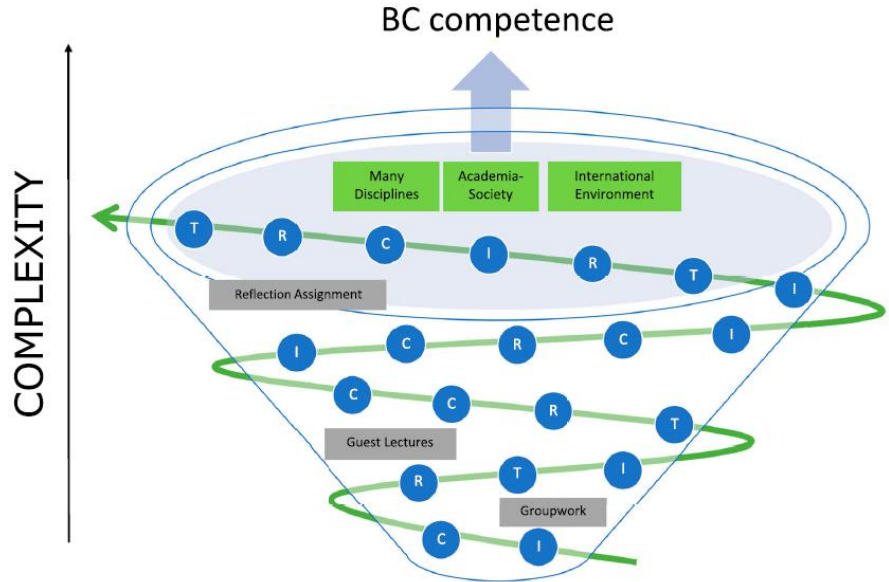 BC competence
COMPLEXITY
Many
Disciplines
Academia-
Society
International
Environment
T R C I R T I
Reflection Assignment
I C R C I
C C R T
Guest Lectures
R T I
Groupwork
C I